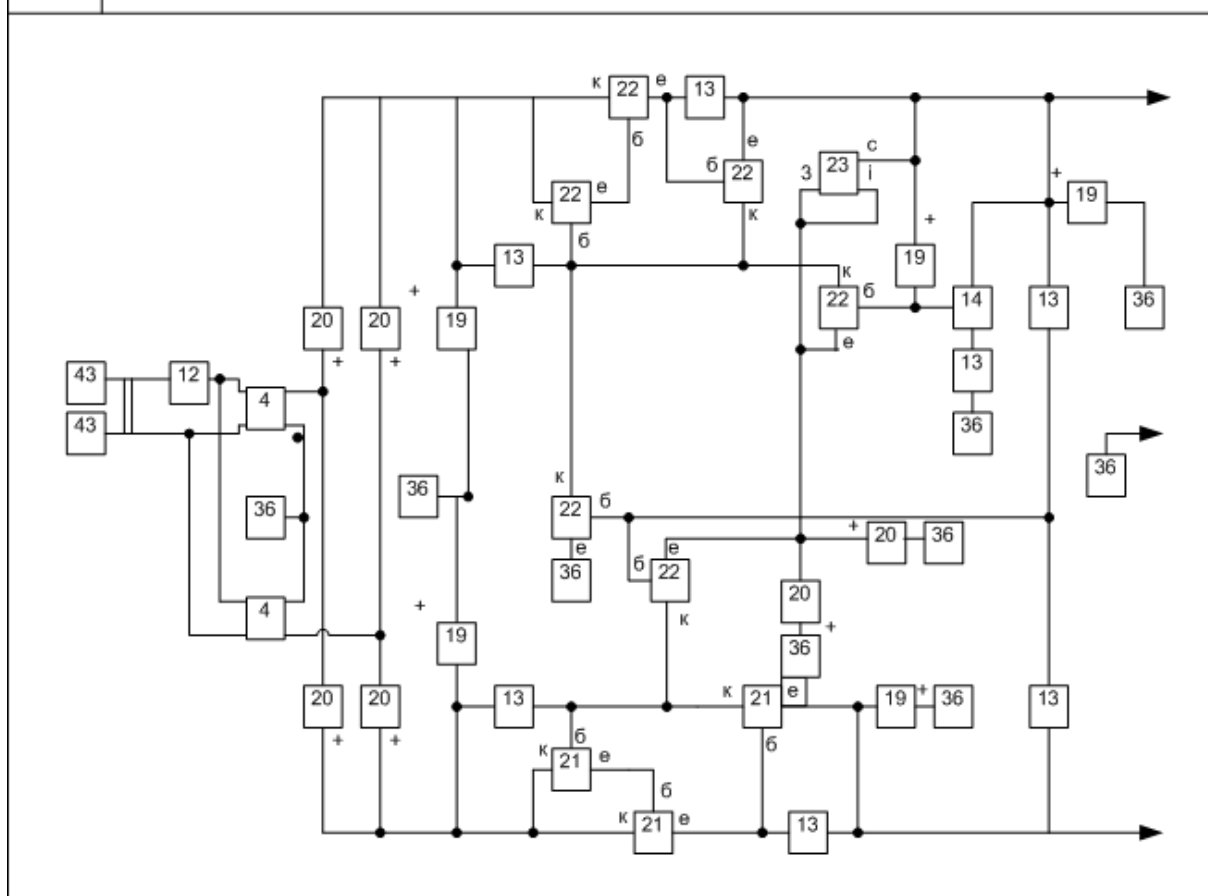 к 22 е 13
б е
б 22 3 23 с
i
к 22 е к + 19
б +
13 к 19
22 б 14
20 20 + 19 е 13 36
+ + 13
43 12 4
36
43
36
36
36 к
22 б
е + 20 36
36 е
б 22
4 + к 20
19 36 +
20 20 13 к 21 е 19 + 36 13
+ + б б
к 21 е
б
к 21 е 13